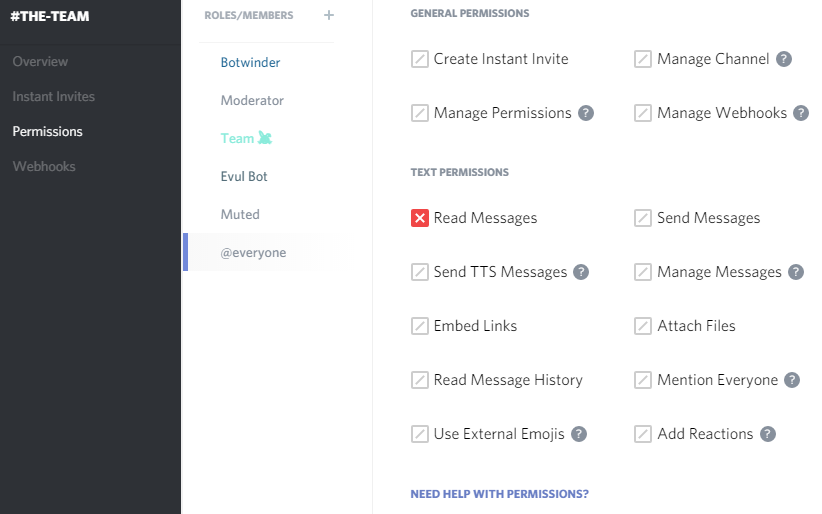 #THE-TEAM
Overview
Instant Invites
Permissions
Webhooks
ROLES/MEMBERS +
Botwinder
Moderator
Team
Evul Bot
Muted
@everyone
GENERAL PERMISSIONS
Create Instant Invite
Manage Channel ?
Manage Permissions ?
Manage Webhooks ?
TEXT PERMISSIONS
Read Messages
Send Messages
Send TTS Messages ?
Manage Messages ?
Embed Links
Attach Files
Read Message History
Mention Everyone ?
Use External Emojis ?
Add Reactions ?
NEED HELP WITH PERMISSIONS?